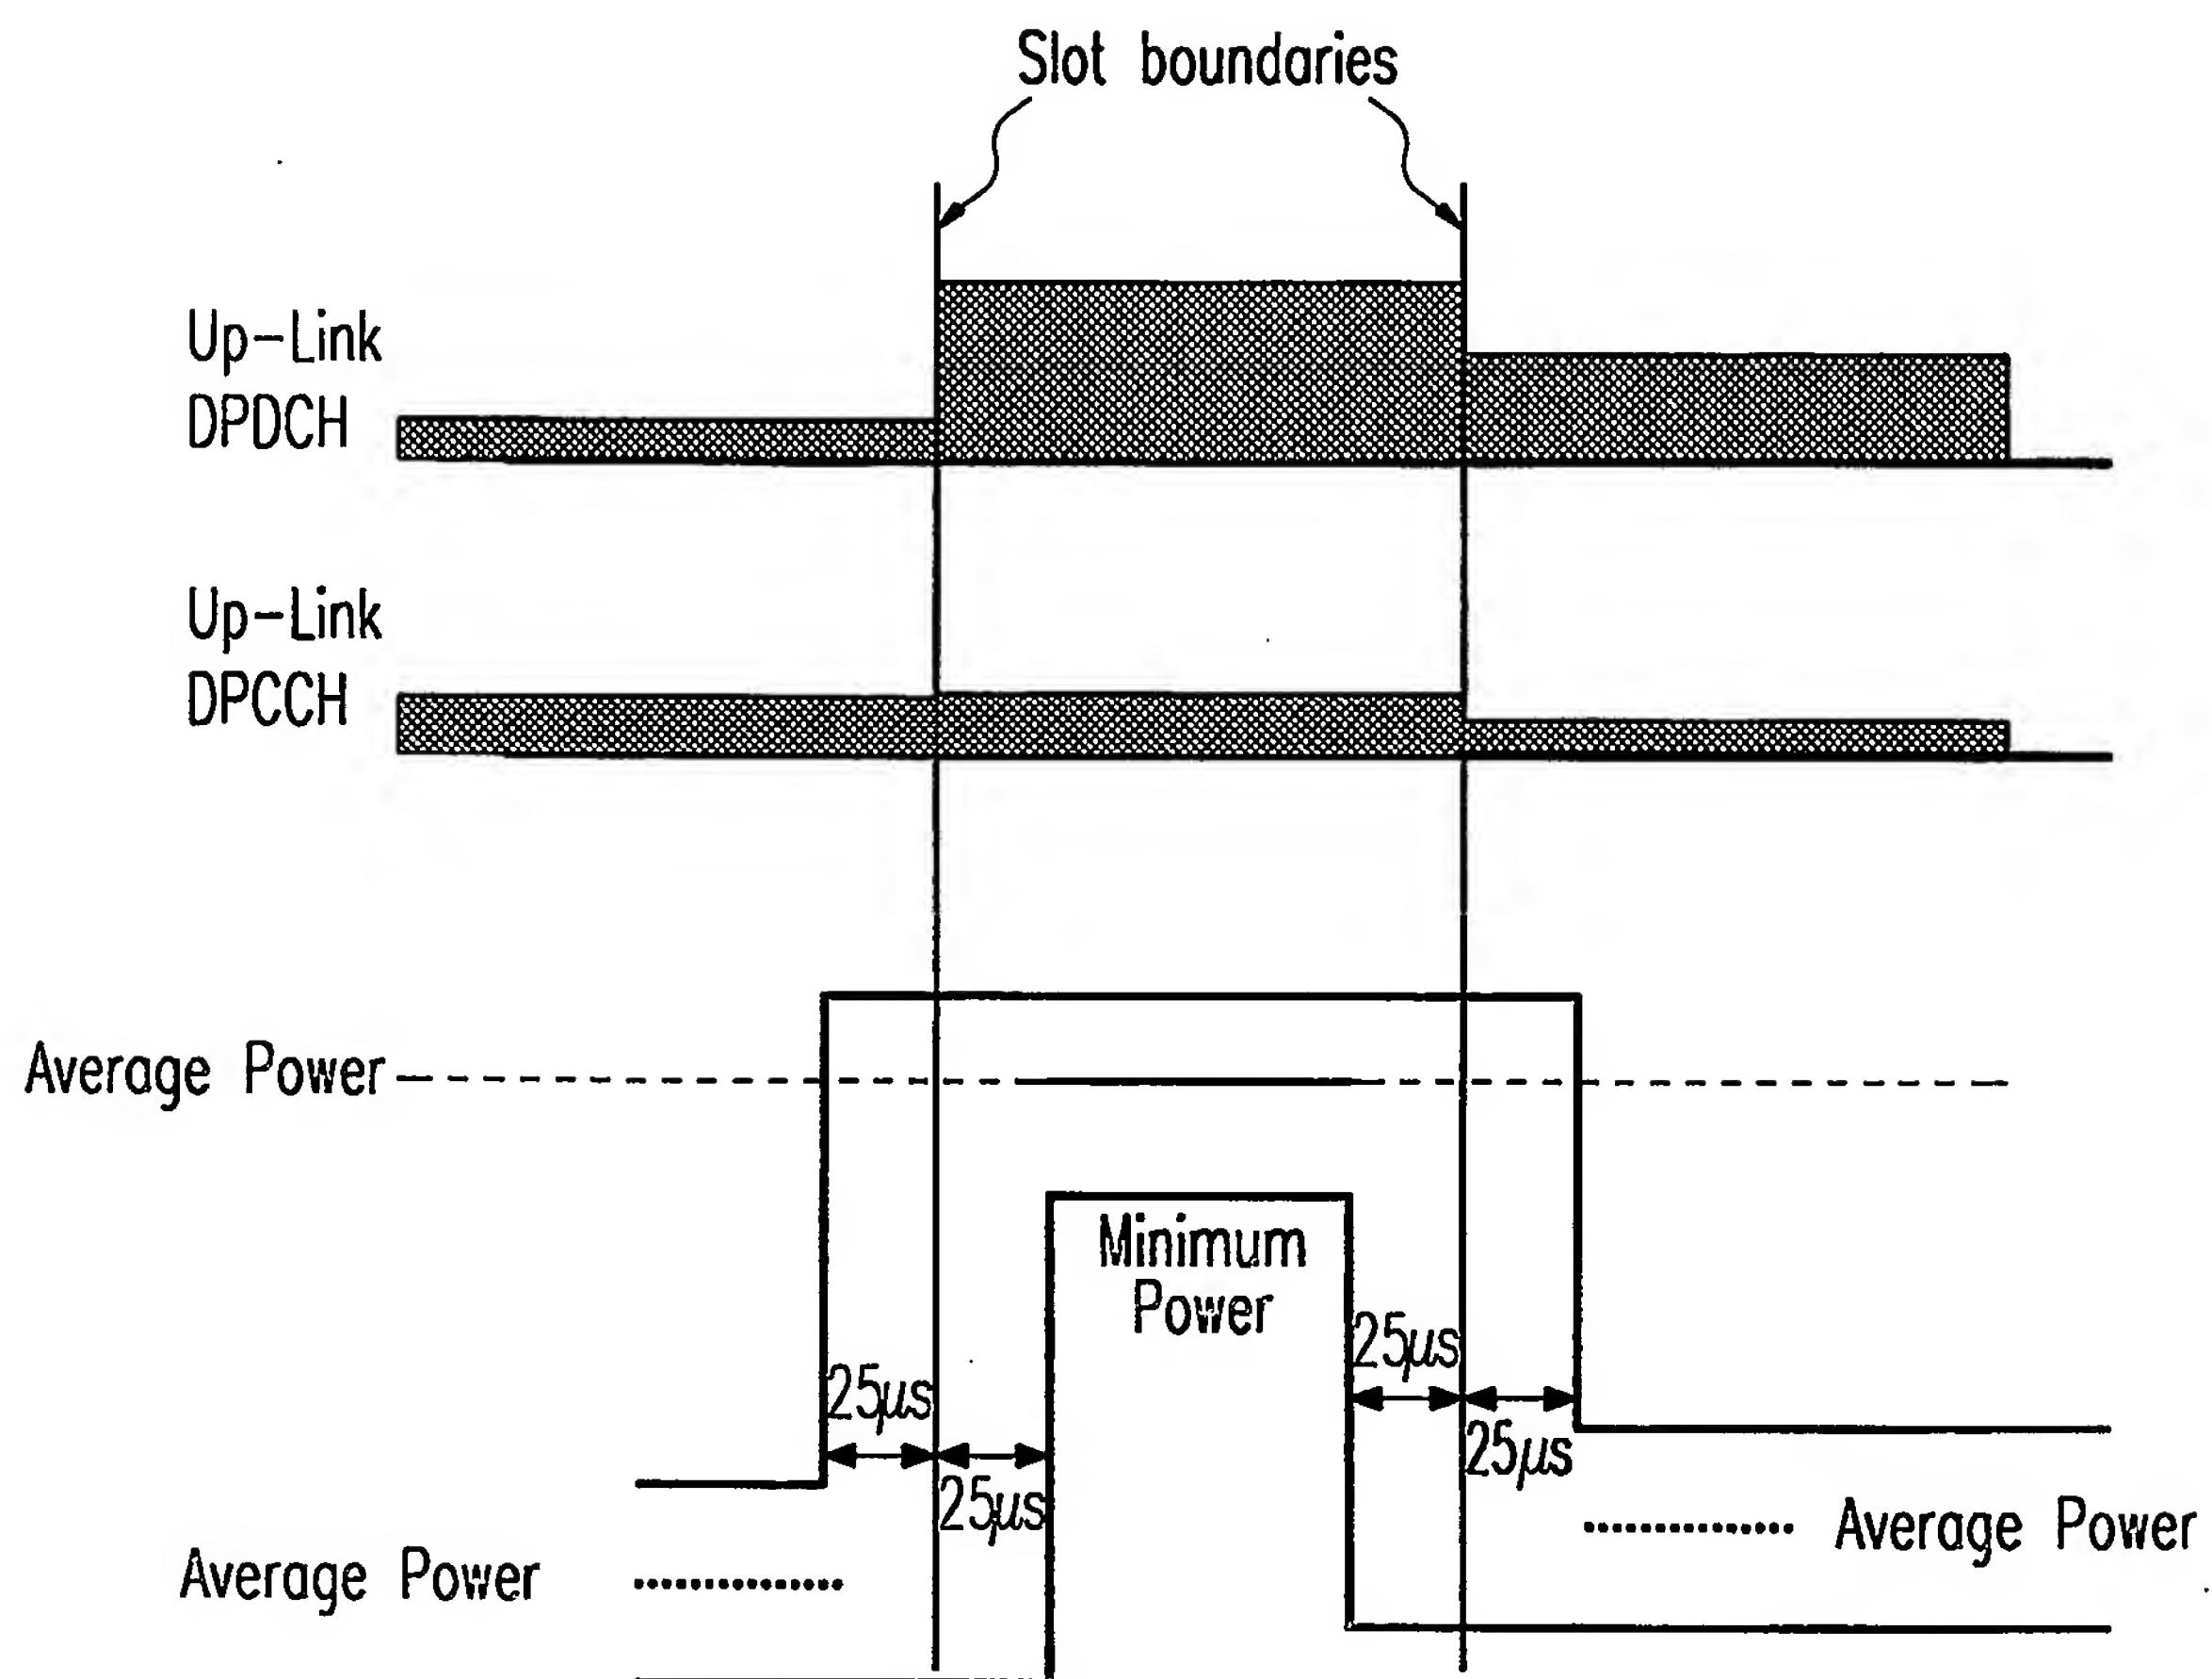 Slot boundaries
Up-Link
DPDCH
Up-Link
DPCCH
Average Power
Minimum
Power
25μs
25μs
25μs
25μs
Average Power
Average Power